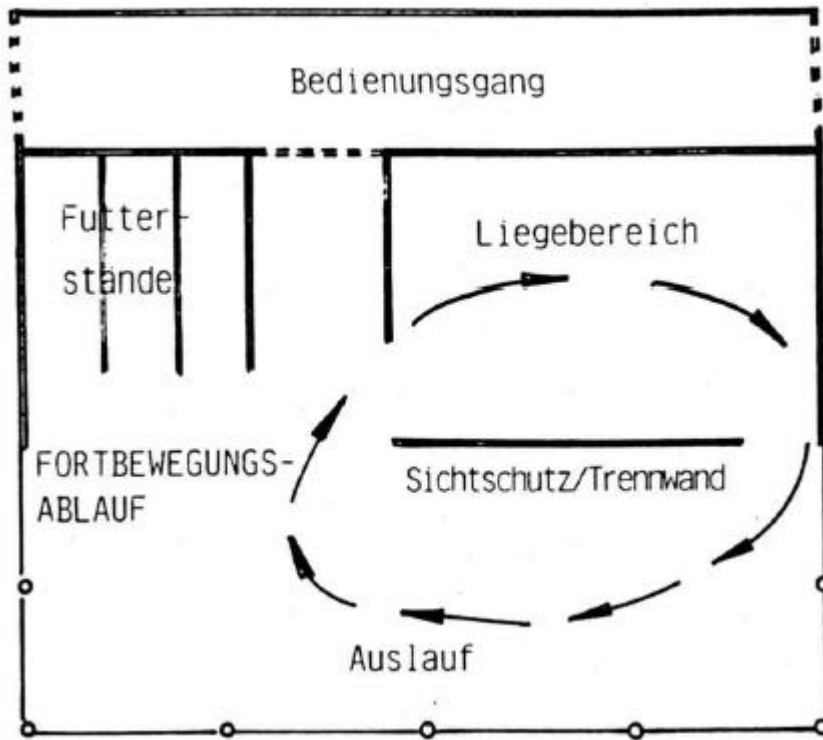 Bedienungsgang
Futter-
stände
Liegebereich
FORTBEWEGUNGS-
ABLAUF
Sichtschutz/Trennwand
Auslauf